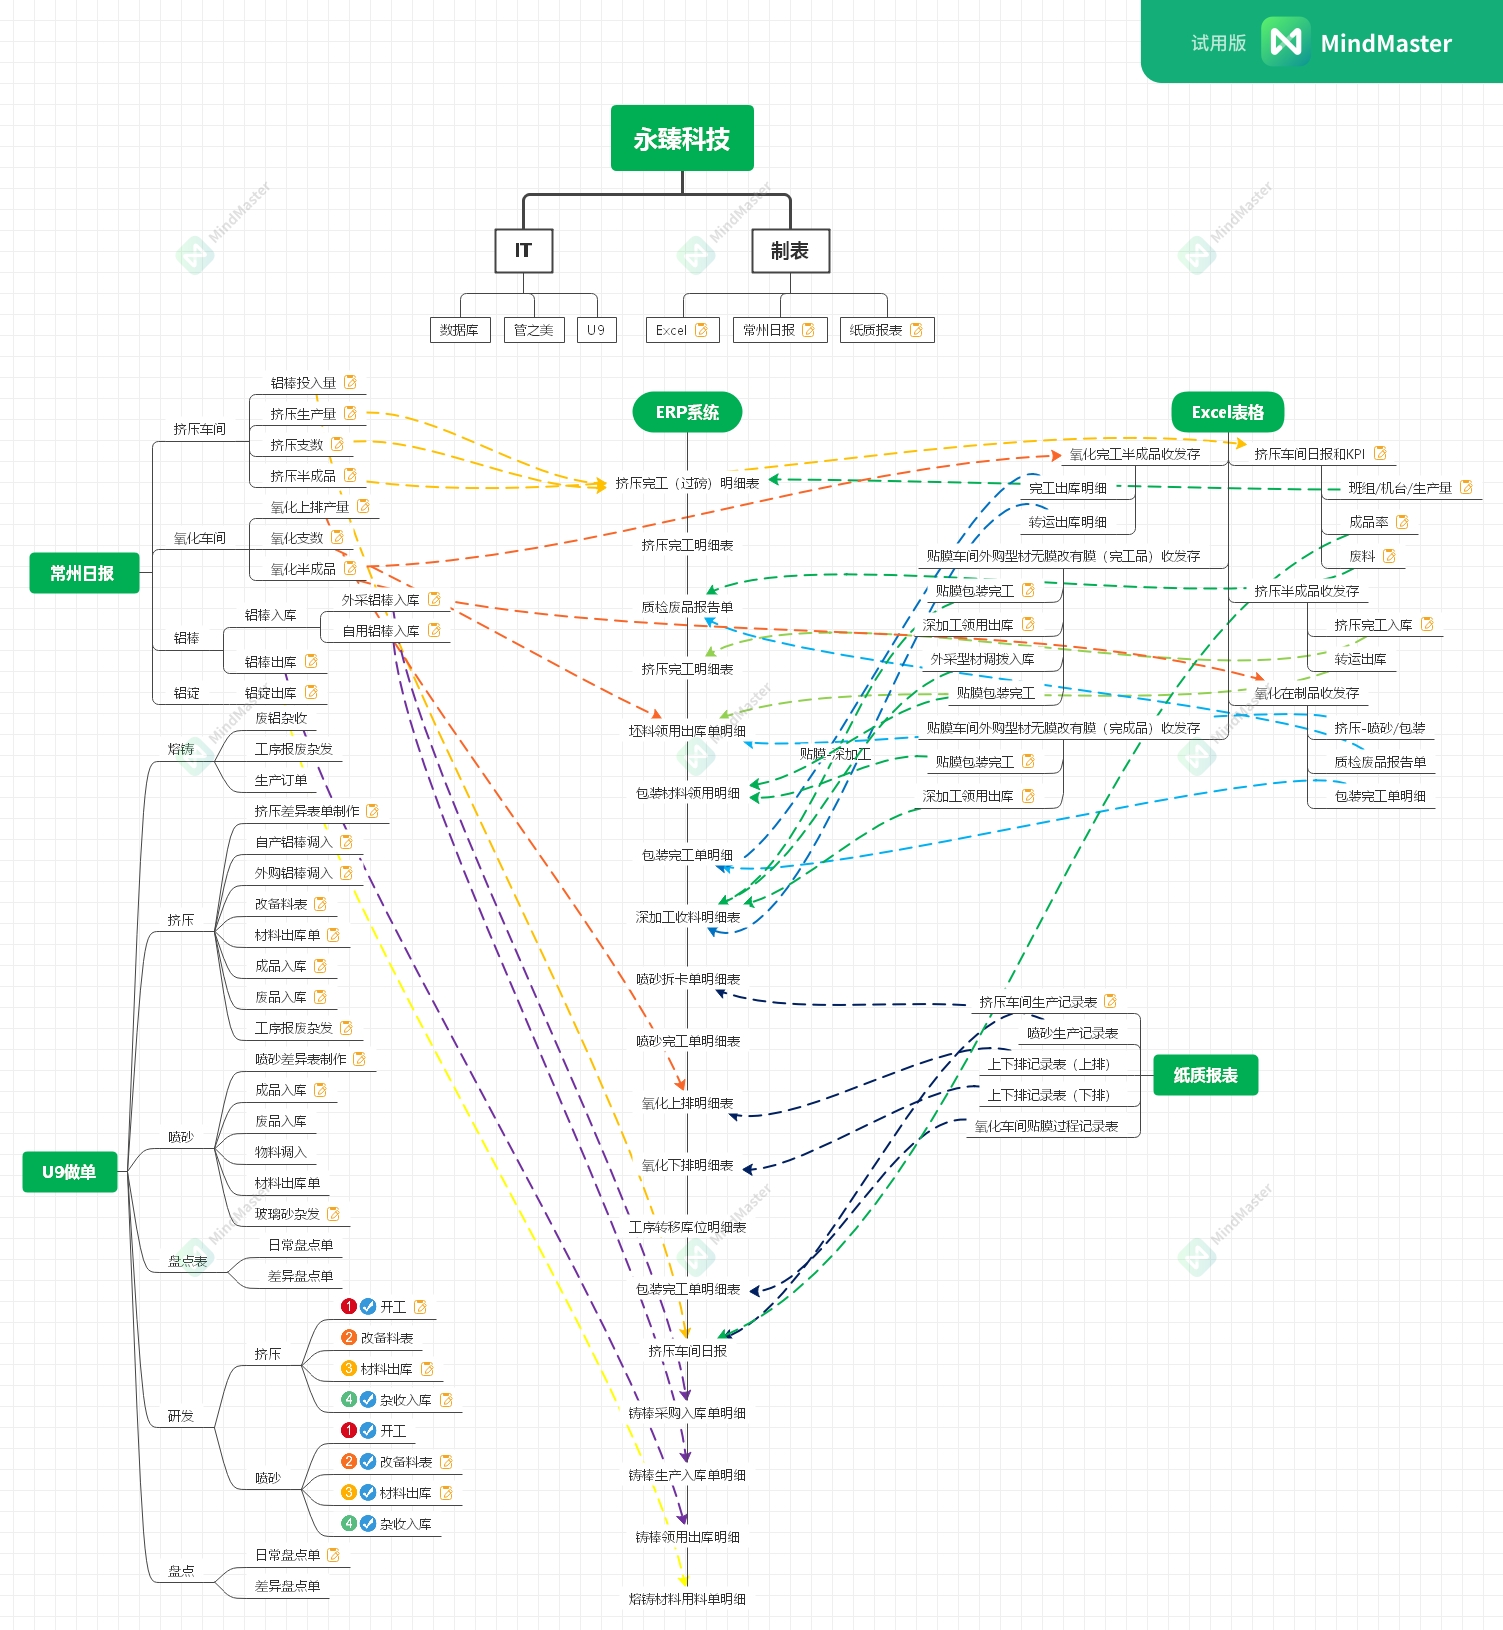 试用版 MindMaster
永臻科技
IT
制表
数据库
管之美
U9
Excel
常州日报
纸质报表
常州日报
挤压车间
铝棒投入量
挤压生产量
挤压支数
挤压半成品
氧化车间
氧化上排产量
氧化支数
氧化半成品
铝棒
铝棒入库
外采铝棒入库
自用铝棒入库
铝棒出库
铝锭
铝锭出库
U9做单
熔铸
废铝杂收
工序报废杂发
生产订单
挤压
挤压差异表单制作
自产铝棒调入
外购铝棒调入
改备料表
材料出库单
成品入库
废品入库
工序报废杂发
喷砂
喷砂差异表制作
成品入库
废品入库
物料调入
材料出库单
玻璃砂杂发
盘点表
日常盘点单
差异盘点单
研发
挤压
1 开工
2 改备料表
3 材料出库
4 杂收入库
喷砂
1 开工
2 改备料表
3 材料出库
4 杂收入库
盘点
日常盘点单
差异盘点单
ERP系统
挤压完工（过磅）明细表
挤压完工明细表
质检废品报告单
挤压完工明细表
坯料领用出库单明细
包装材料领用明细
包装完工单明细
深加工收料明细表
喷砂拆卡单明细表
喷砂完工单明细表
氧化上排明细表
氧化下排明细表
工序转移库位明细表
包装完工单明细表
挤压车间日报
铸棒采购入库单明细
铸棒生产入库单明细
铸棒领用出库明细
熔铸材料用料单明细
贴膜-深加工
Excel表格
氧化完工半成品收发存
完工出库明细
转运出库明细
贴膜车间外购型材无膜改有膜（完工品）收发存
贴膜包装完工
深加工领用出库
外采型材调拨入库
贴膜包装完工
贴膜车间外购型材无膜改有膜（完成品）收发存
贴膜包装完工
深加工领用出库
挤压车间日报和KPI
班组/机台/生产量
成品率
废料
挤压半成品收发存
挤压完工入库
转运出库
氧化在制品收发存
挤压-喷砂/包装
质检废品报告单
包装完工单明细
纸质报表
挤压车间生产记录表
喷砂生产记录表
上下排记录表（上排）
上下排记录表（下排）
氧化车间贴膜过程记录表
MindMaster
MindMaster
MindMaster
MindMaster
MindMaster
MindMaster
MindMaster
MindMaster
MindMaster